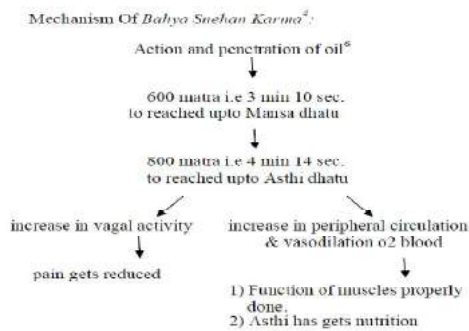 Mechanism Of Bahya Snehan Karma⁴:
Action and penetration of oil⁶
600 matra i.e 3 min 10 sec.
to reached upto Mansa dhatu
800 matra i.e 4 min 14 sec.
to reached upto Asthi dhatu
increase in vagal activity
pain gets reduced
increase in peripheral circulation
& vasodilation o2 blood
1) Function of muscles properly
done.
2) Asthi has gets nutrition